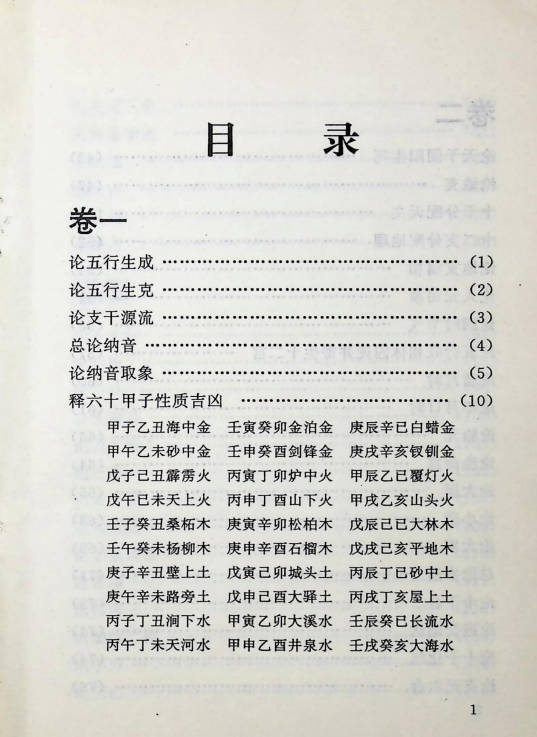 目 录
卷一
论五行生成 …………………………………… (1)
论五行生克 …………………………………… (2)
论支干源流 …………………………………… (3)
总论纳音 …………………………………… (4)
论纳音取象 …………………………………… (5)
释六十甲子性质吉凶 …………………………… (10)
甲子乙丑海中金 壬寅癸卯金泊金 庚辰辛巳白蜡金
甲午乙未砂中金 壬申癸酉剑锋金 庚戌辛亥钗钏金
戊子己丑霹雳火 丙寅丁卯炉中火 甲辰乙巳覆灯火
戊午巳未天上火 丙申丁酉山下火 甲戌乙亥山头火
壬子癸丑桑柘木 庚寅辛卯松柏木 戊辰己巳大林木
壬午癸未杨柳木 庚申辛酉石榴木 戊戌己亥平地木
庚子辛丑壁上土 戊寅己卯城头土 丙辰丁巳砂中土
庚午辛未路旁土 戊申己酉大驿土 丙戌丁亥屋上土
丙子丁丑涧下水 甲寅乙卯大溪水 壬辰癸巳长流水
丙午丁未天河水 甲申乙酉井泉水 壬戌癸亥大海水
1